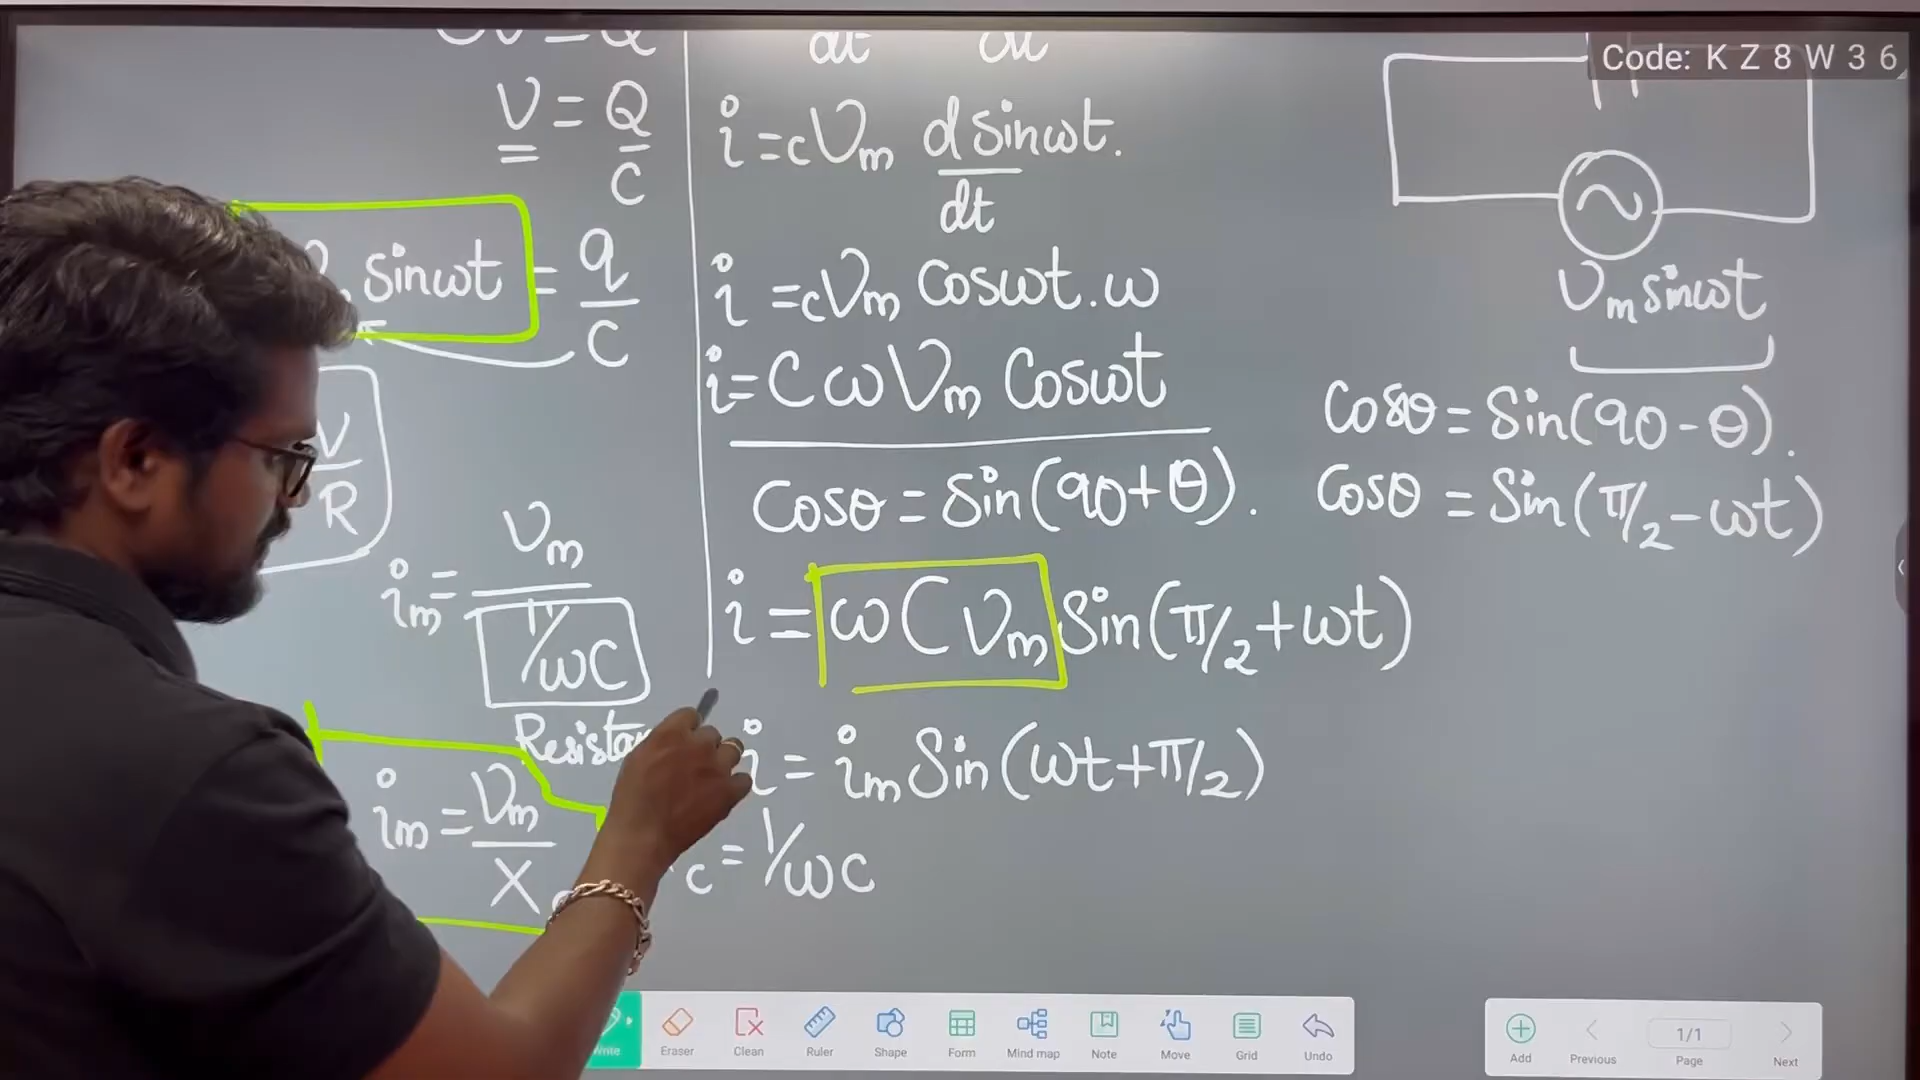 Code: K Z 8 W 3 6
V = Q
C
sinωt = q
C
V
R
im = Vm
1/ωC
im = Vm
X
dt
i = cVm d sinωt.
dt
i = cVm cosωt.ω
i = CωVm Cosωt
Cosθ = Sin(90+θ).
i = ωCVm Sin(π/2+ωt)
i = im Sin(ωt+π/2)
c = 1/ωc
Vm sinωt
Cosθ = Sin(90-θ).
Cosθ = Sin(π/2-ωt)
Eraser
Clean
Ruler
Shape
Form
Mind map
Note
Move
Grid
Undo
Add
Previous
1/1
Page
Next